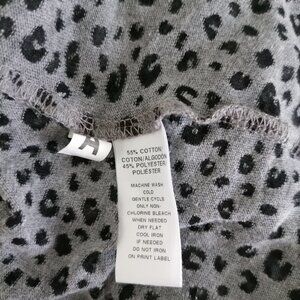 55% COTTON
COTON/ALGODON
45% POLYESTER
POLIESTER
MACHINE WASH
COLD
GENTLE CYCLE
ONLY NON-
CHLORINE BLEACH
WHEN NEEDED
DRY FLAT
COOL IRON
IF NEEDED
DO NOT IRON
ON PRINT LABEL